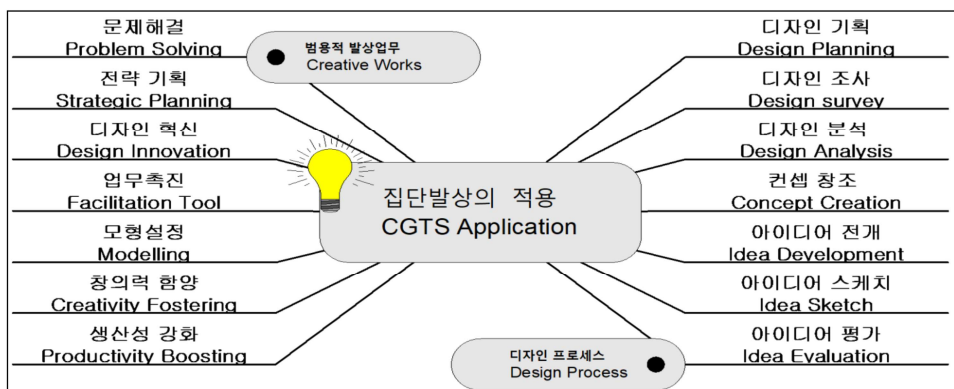 문제해결
Problem Solving
전략 기획
Strategic Planning
디자인 혁신
Design Innovation
업무촉진
Facilitation Tool
모형설정
Modelling
창의력 함양
Creativity Fostering
생산성 강화
Productivity Boosting
범용적 발상업무
Creative Works
집단발상의 적용
CGTS Application
디자인 프로세스
Design Process
디자인 기획
Design Planning
디자인 조사
Design survey
디자인 분석
Design Analysis
컨셉 창조
Concept Creation
아이디어 전개
Idea Development
아이디어 스케치
Idea Sketch
아이디어 평가
Idea Evaluation